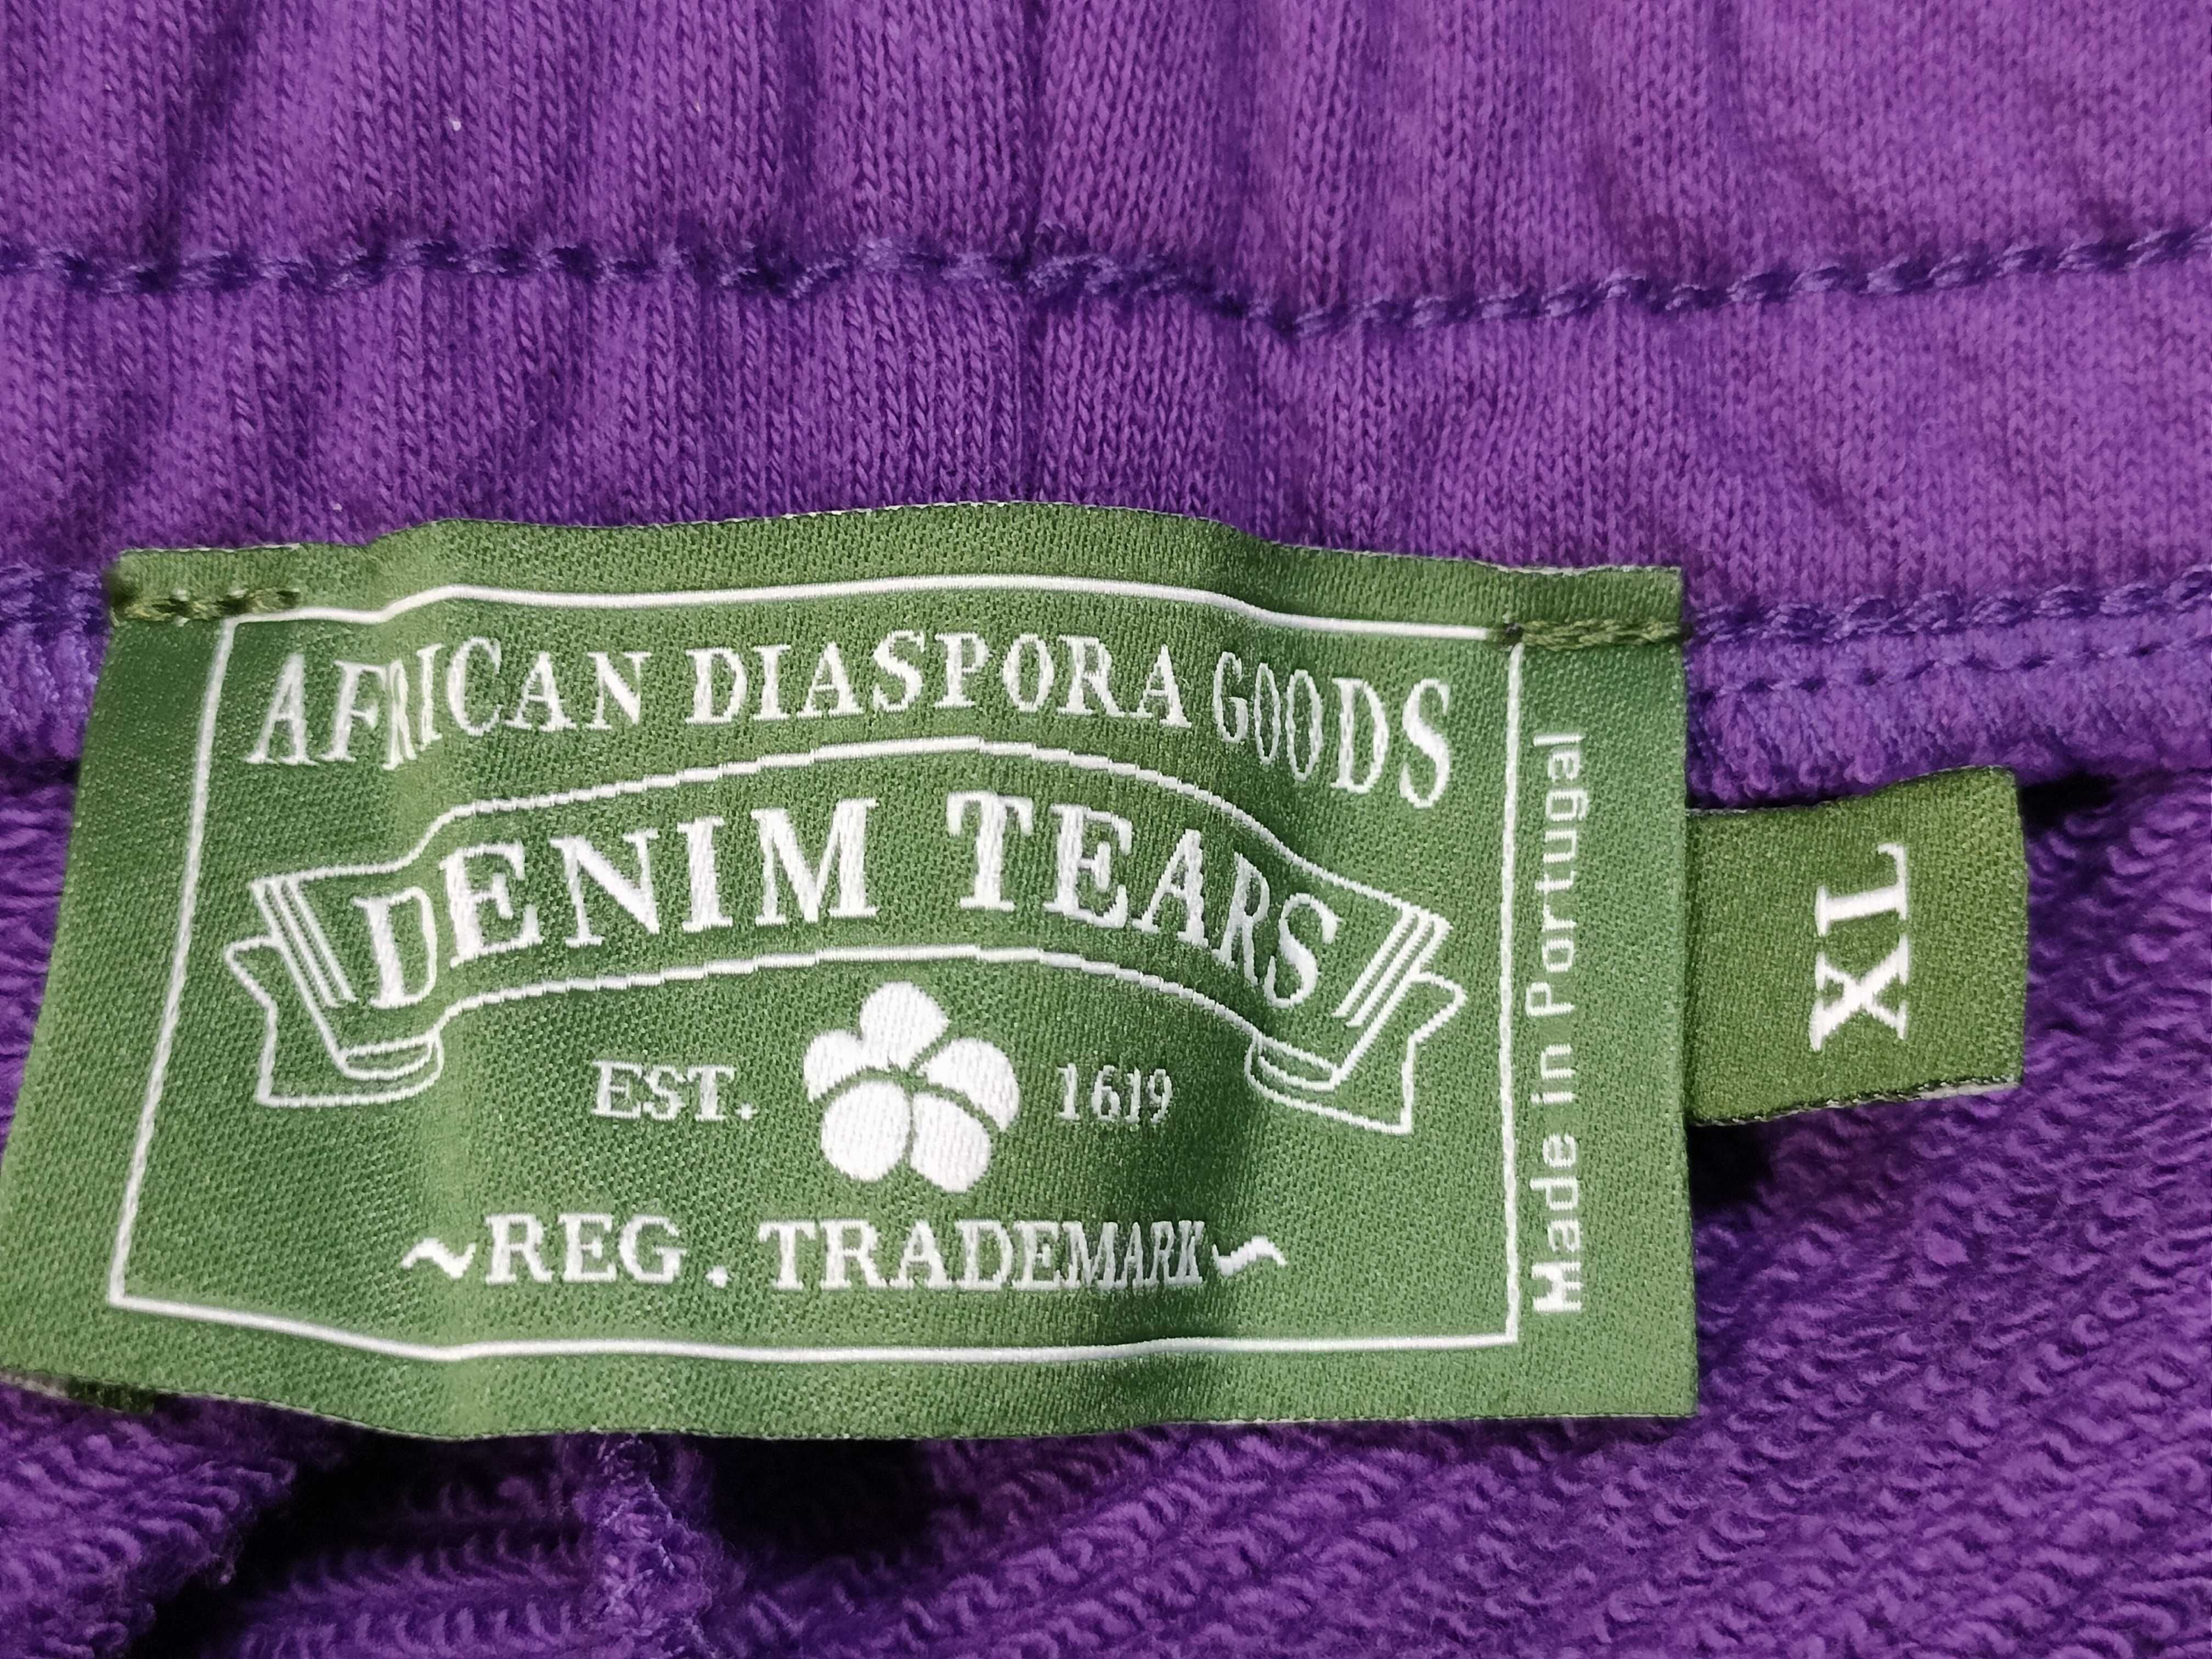 AFRICAN DIASPORA GOODS
DENIM TEARS
EST. 1619
~REG. TRADEMARK~
Made in Portugal
XL